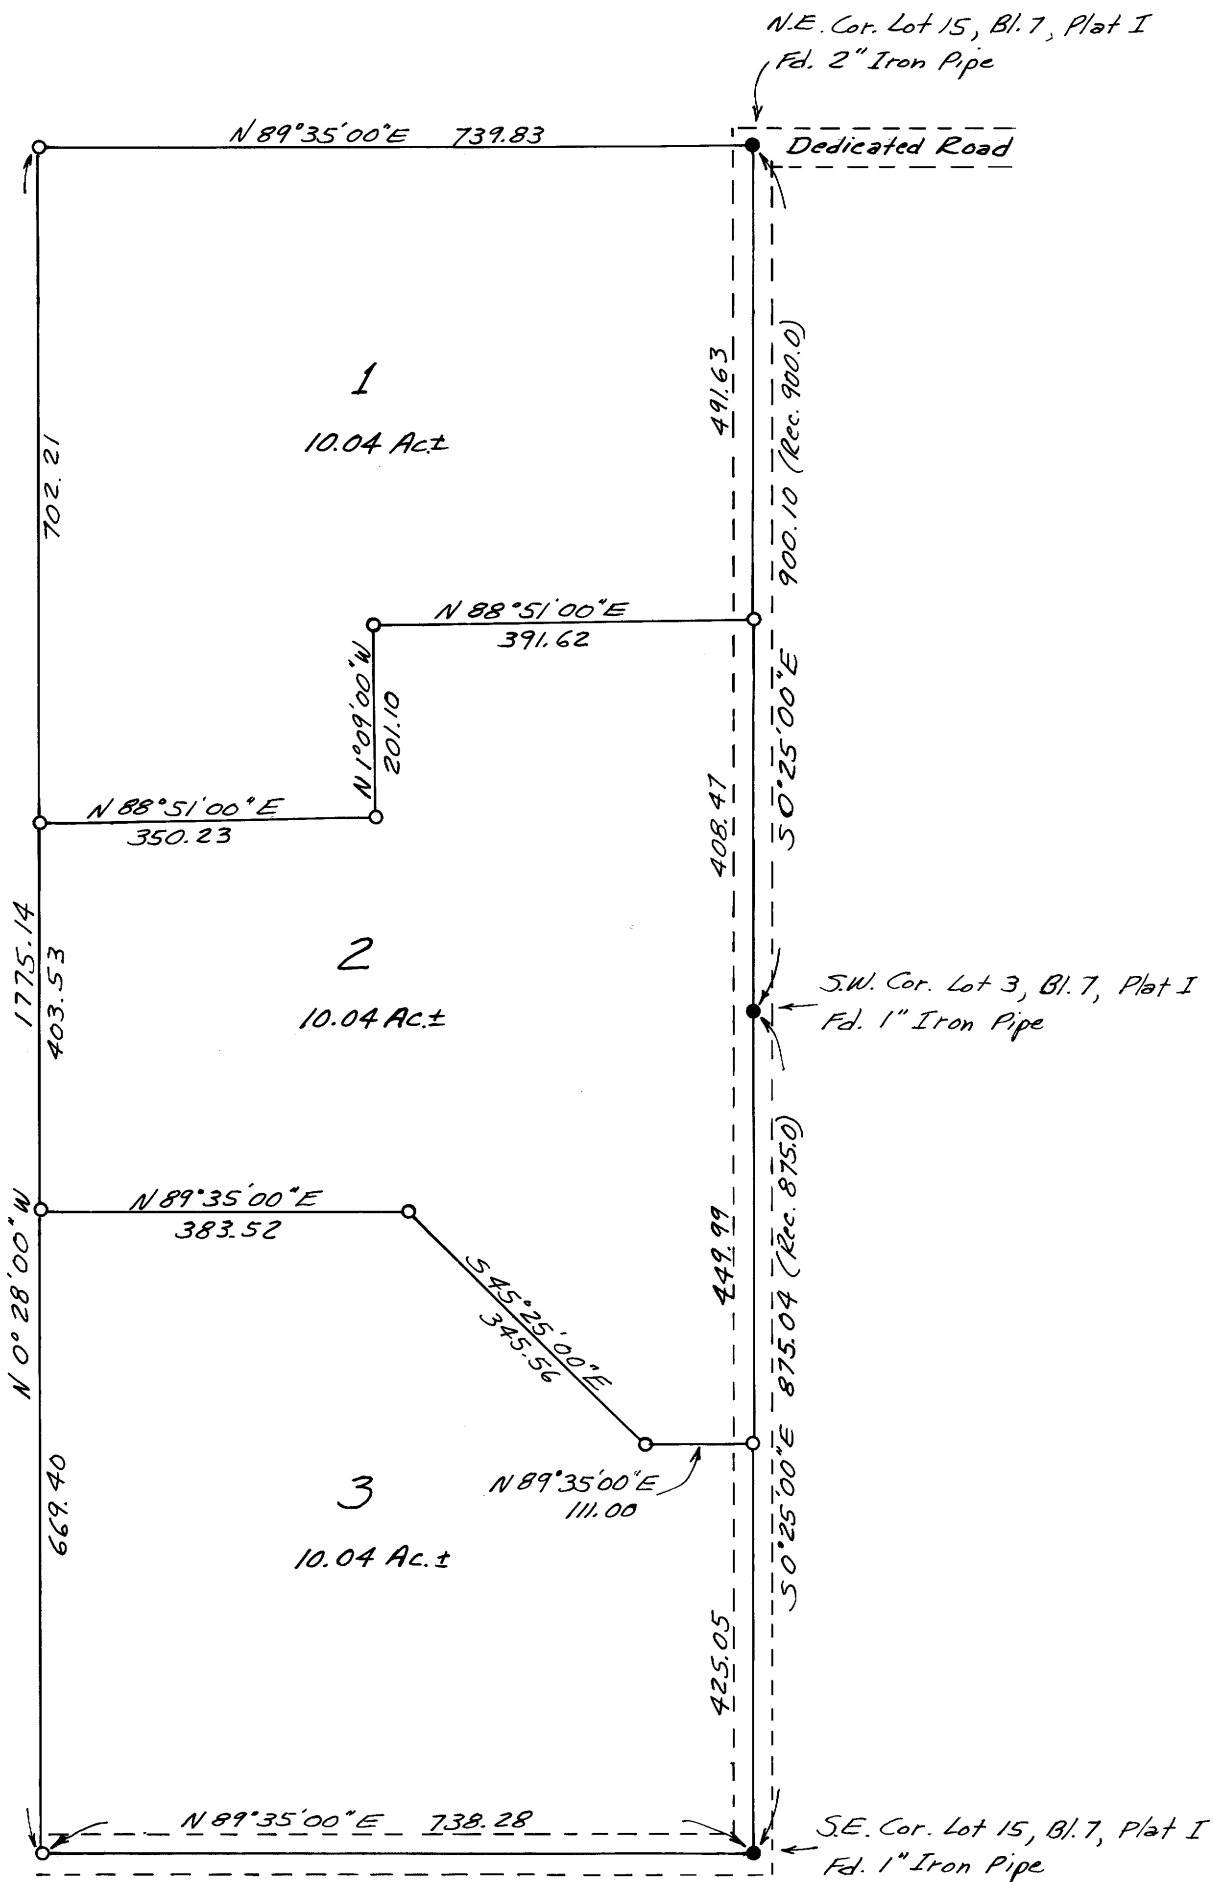 N.E. Cor. Lot 15, Bl. 7, Plat I
Fd. 2" Iron Pipe
N 89°35'00"E 739.83
Dedicated Road
491.63
900.10 (Rec. 900.0)
S 0°25'00"E
1
10.04 Ac.±
702.21
N 88°51'00"E
391.62
N 1°09'00"W
201.10
N 88°51'00"E
350.23
408.47
1775.14
403.53
N 0°28'00"W
2
10.04 Ac.±
S.W. Cor. Lot 3, Bl. 7, Plat I
Fd. 1" Iron Pipe
N 89°35'00"E
383.52
S 45°25'00"E
345.56
449.99
S 0°25'00"E 875.04 (Rec. 875.0)
N 89°35'00"E
111.00
3
10.04 Ac.±
669.40
425.05
N 89°35'00"E 738.28
S.E. Cor. Lot 15, Bl. 7, Plat I
Fd. 1" Iron Pipe